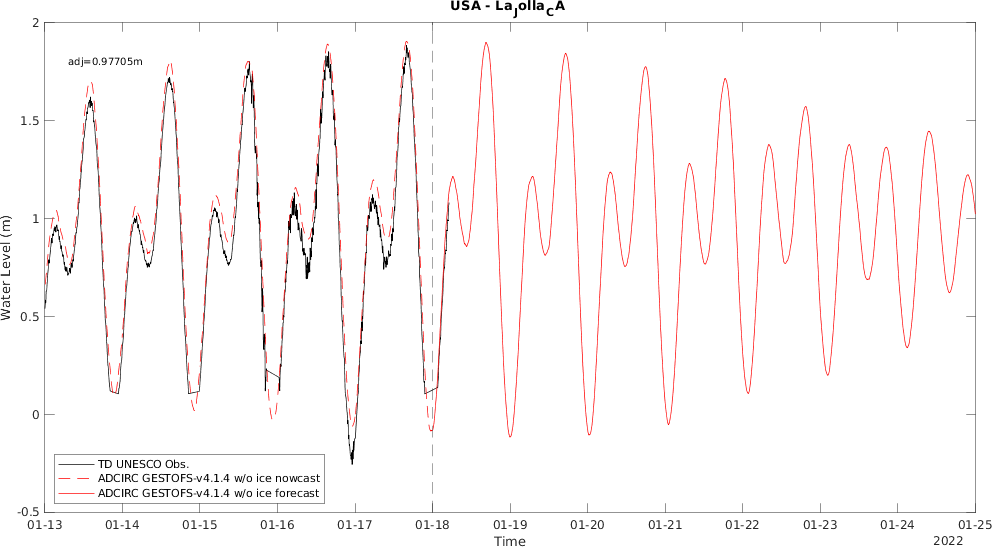 USA - LaJollaCA
adj=0.97705m
Water Level (m)
2
1.5
1
0.5
0
-0.5
TD UNESCO Obs.
ADCIRC GESTOFS-v4.1.4 w/o ice nowcast
ADCIRC GESTOFS-v4.1.4 w/o ice forecast
01-13 01-14 01-15 01-16 01-17 01-18 01-19 01-20 01-21 01-22 01-23 01-24 01-25
Time
2022